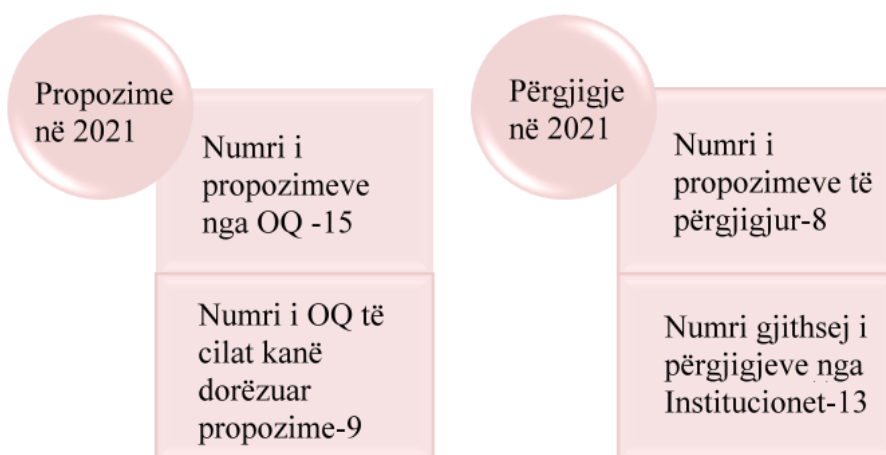 Propozime
në 2021
Numri i
propozimeve
nga OQ -15
Numri i OQ të
cilat kanë
dorëzuar
propozime-9
Përgjigje
në 2021
Numri i
propozimeve të
përgjigjur-8
Numri gjithsej i
përgjigjeve nga
Institucionet-13